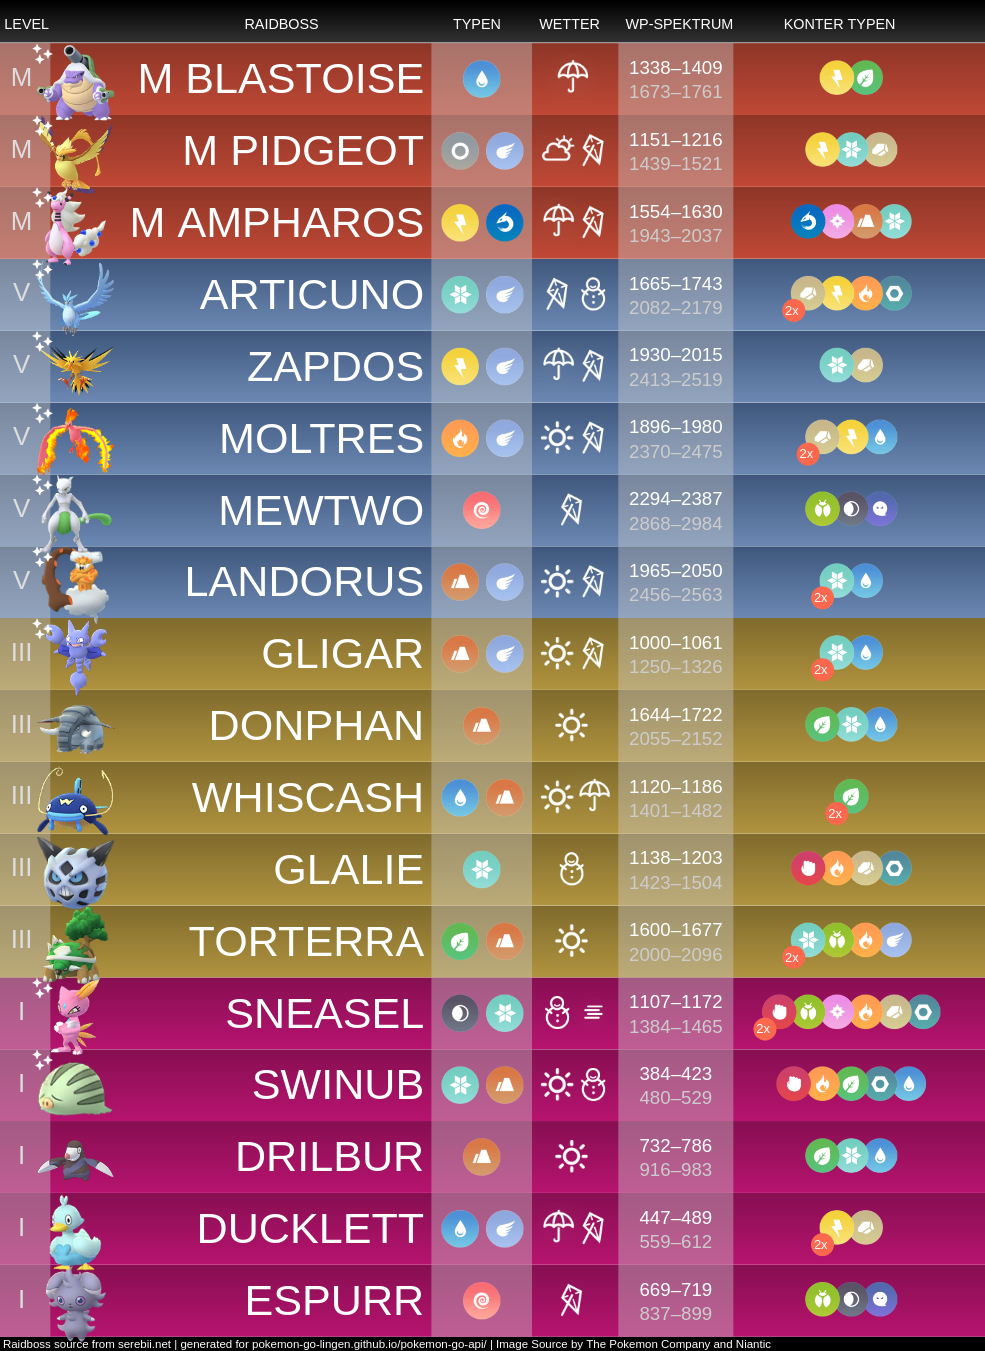 LEVEL RAIDBOSS TYPEN WETTER WP-SPEKTRUM KONTER TYPEN
M M BLASTOISE 1338–1409
1673–1761
M M PIDGEOT 1151–1216
1439–1521
M M AMPHAROS 1554–1630
1943–2037
V ARTICUNO 1665–1743
2082–2179 2x
V ZAPDOS 1930–2015
2413–2519
V MOLTRES 1896–1980
2370–2475 2x
V MEWTWO 2294–2387
2868–2984
V LANDORUS 1965–2050
2456–2563 2x
III GLIGAR 1000–1061
1250–1326 2x
III DONPHAN 1644–1722
2055–2152
III WHISCASH 1120–1186
1401–1482 2x
III GLALIE 1138–1203
1423–1504
III TORTERRA 1600–1677
2000–2096 2x
I SNEASEL 1107–1172
1384–1465 2x
I SWINUB 384–423
480–529
I DRILBUR 732–786
916–983
I DUCKLETT 447–489
559–612 2x
I ESPURR 669–719
837–899
Raidboss source from serebii.net | generated for pokemon-go-lingen.github.io/pokemon-go-api/ | Image Source by The Pokemon Company and Niantic